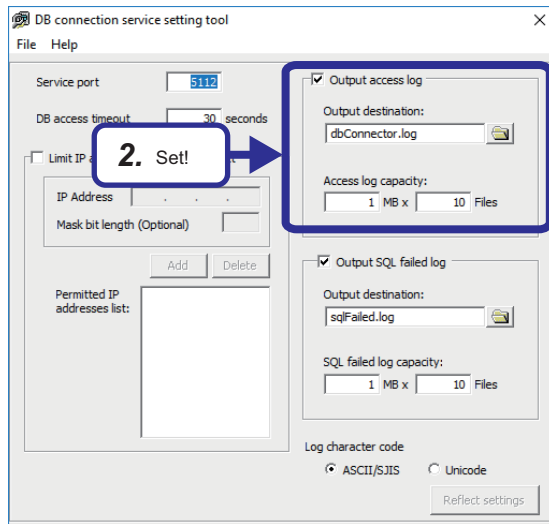 DB connection service setting tool
File Help
Service port 5112
DB access timeout 30 seconds
Limit IP
2. Set!
IP Address . . .
Mask bit length (Optional)
Add Delete
Permitted IP
addresses list:
Output access log
Output destination:
dbConnector.log
Access log capacity:
1 MB x 10 Files
Output SQL failed log
Output destination:
sqlFailed.log
SQL failed log capacity:
1 MB x 10 Files
Log character code
ASCII/SJIS Unicode
Reflect settings